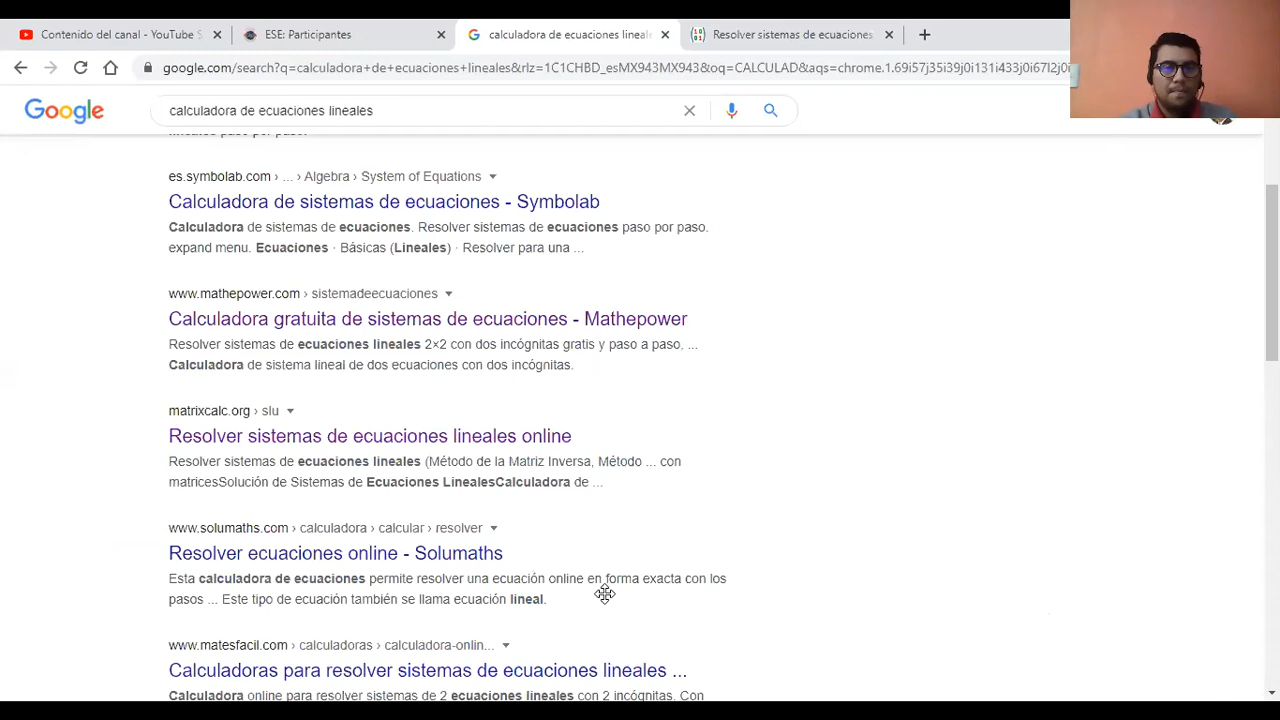 Contenido del canal - YouTube S
ESE: Participantes
calculadora de ecuaciones lineale
Resolver sistemas de ecuaciones
google.com/search?q=calculadora+de+ecuaciones+lineales&rlz=1C1CHBD_esMX943MX943&oq=CALCULAD&aqs=chrome.1.69i57j35i39j0i131i433j0i67l2j0i
Google
calculadora de ecuaciones lineales
lineales paso por paso.
es.symbolab.com › ... › Algebra › System of Equations
Calculadora de sistemas de ecuaciones - Symbolab
Calculadora de sistemas de ecuaciones. Resolver sistemas de ecuaciones paso por paso.
expand menu. Ecuaciones · Básicas (Lineales) · Resolver para una ...
www.mathepower.com › sistemadeecuaciones
Calculadora gratuita de sistemas de ecuaciones - Mathepower
Resolver sistemas de ecuaciones lineales 2×2 con dos incógnitas gratis y paso a paso, ...
Calculadora de sistema lineal de dos ecuaciones con dos incógnitas.
matrixcalc.org › slu
Resolver sistemas de ecuaciones lineales online
Resolver sistemas de ecuaciones lineales (Método de la Matriz Inversa, Método ... con
matricesSolución de Sistemas de Ecuaciones LinealesCalculadora de ...
www.solumaths.com › calculadora › calcular › resolver
Resolver ecuaciones online - Solumaths
Esta calculadora de ecuaciones permite resolver una ecuación online en forma exacta con los
pasos ... Este tipo de ecuación también se llama ecuación lineal.
www.matesfacil.com › calculadoras › calculadora-onlin...
Calculadoras para resolver sistemas de ecuaciones lineales ...
Calculadora online para resolver sistemas de 2 ecuaciones lineales con 2 incógnitas. Con